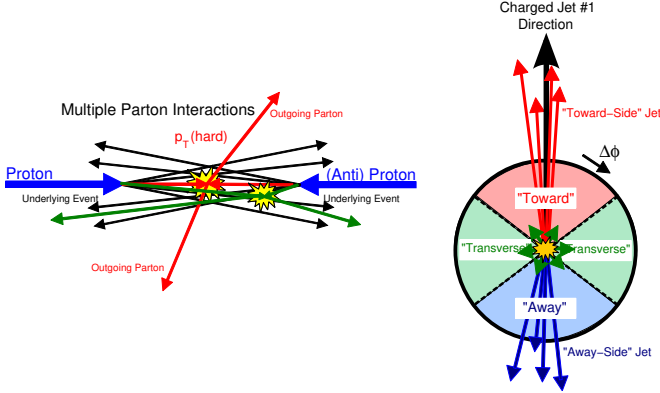 Multiple Parton Interactions
Outgoing Parton
p_T(hard)
Proton
(Anti) Proton
Underlying Event
Underlying Event
Outgoing Parton
Charged Jet #1
Direction
"Toward−Side" Jet
Δϕ
"Toward"
"Transverse"
"Transverse"
"Away"
"Away−Side" Jet